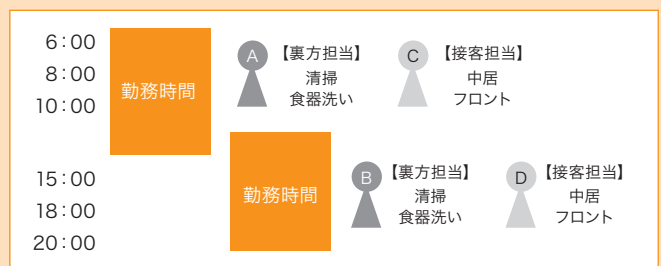 6：00
8：00
10：00
勤務時間
A
【裏方担当】
清掃
食器洗い
C
【接客担当】
中居
フロント
15：00
18：00
20：00
勤務時間
B
【裏方担当】
清掃
食器洗い
D
【接客担当】
中居
フロント